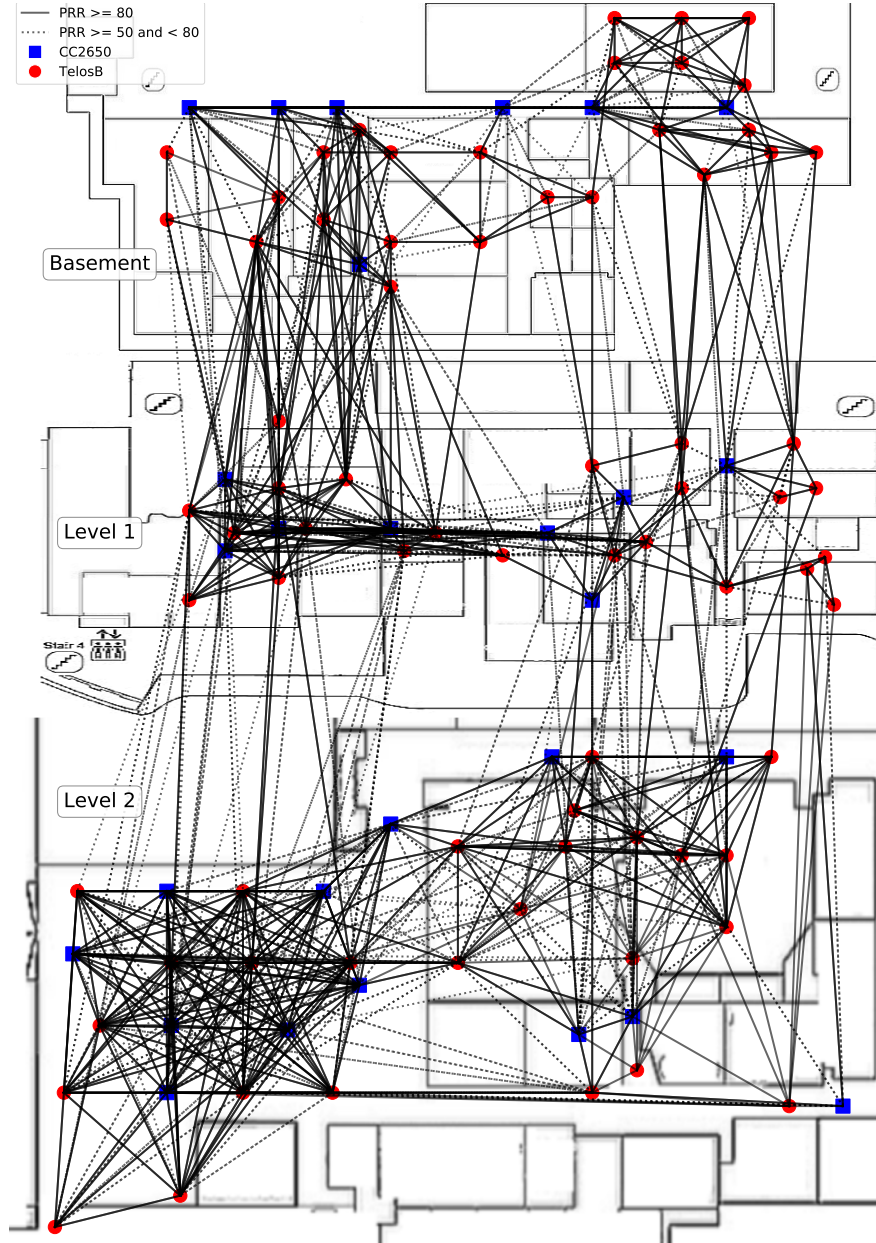 PRR >= 80
PRR >= 50 and < 80
CC2650
TelosB
Basement
Level 1
Stair 4
Level 2